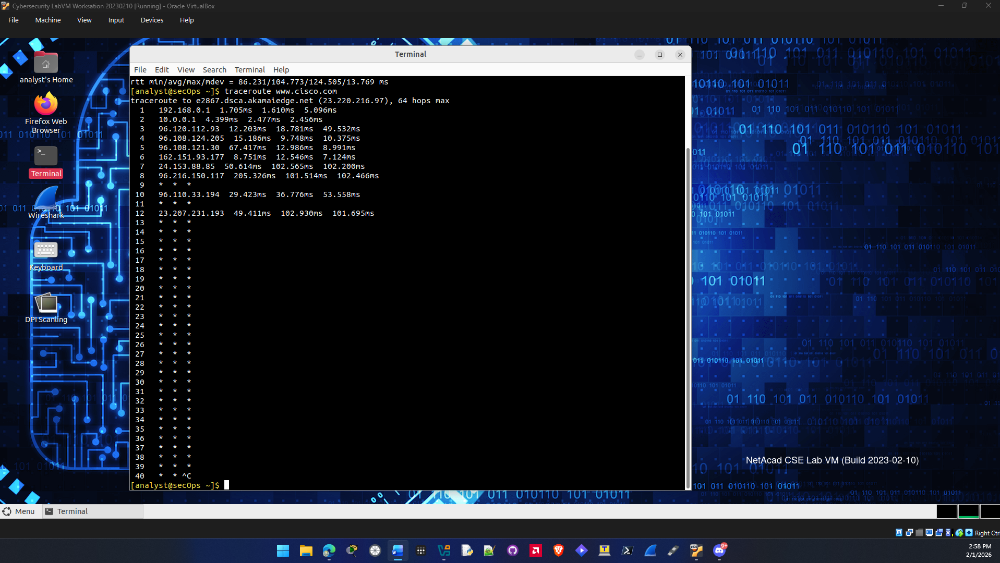 Cybersecurity LabVM Worksation 20230210 [Running] - Oracle VirtualBox
File Machine View Input Devices Help
analyst's Home
Firefox Web
Browser
Terminal
Wireshark
Keyboard
DPI Scanling
Terminal
File Edit View Search Terminal Help
rtt min/avg/max/mdev = 86.231/104.773/124.505/13.769 ms
[analyst@secOps ~]$ traceroute www.cisco.com
traceroute to e2867.dsca.akamaiedge.net (23.220.216.97), 64 hops max
1 192.168.0.1 1.705ms 1.610ms 5.096ms
2 10.0.0.1 4.399ms 2.477ms 2.456ms
3 96.120.112.93 12.203ms 18.781ms 49.532ms
4 96.108.124.205 15.186ms 9.748ms 10.375ms
5 96.108.121.30 67.417ms 12.986ms 8.991ms
6 162.151.93.177 8.751ms 12.546ms 7.124ms
7 24.153.88.85 50.614ms 102.565ms 102.200ms
8 96.216.150.117 205.326ms 101.514ms 102.466ms
9 * * *
10 96.110.33.194 29.423ms 36.776ms 53.558ms
11 * * *
12 23.207.231.193 49.411ms 102.930ms 101.695ms
13 * * *
14 * * *
15 * * *
16 * * *
17 * * *
18 * * *
19 * * *
20 * * *
21 * * *
22 * * *
23 * * *
24 * * *
25 * * *
26 * * *
27 * * *
28 * * *
29 * * *
30 * * *
31 * * *
32 * * *
33 * * *
34 * * *
35 * * *
36 * * *
37 * * *
38 * * *
39 * * *
40 * * ^C
[analyst@secOps ~]$
NetAcad CSE Lab VM (Build 2023-02-10)
Menu Terminal
Right Ctr
9+
2:58 PM
2/1/2026